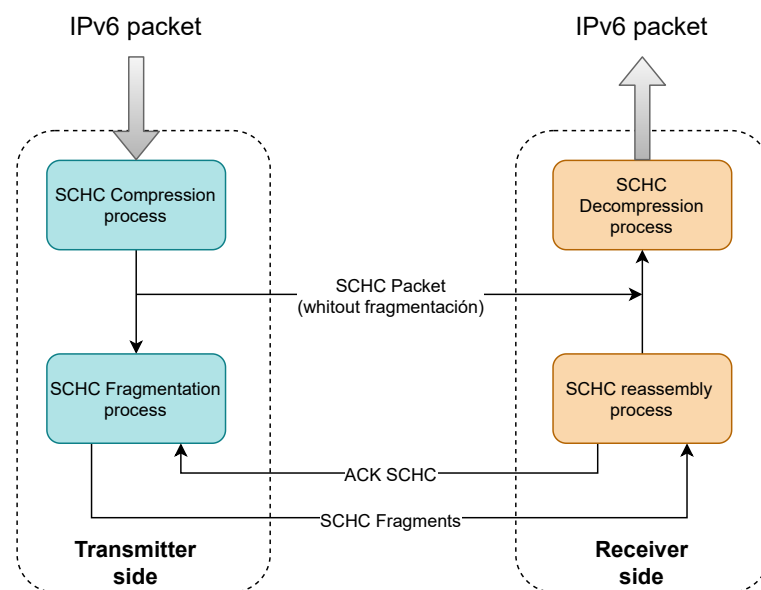 IPv6 packet
IPv6 packet
SCHC Compression
process
SCHC
Decompression
process
SCHC Packet
(whitout fragmentación)
SCHC Fragmentation
process
SCHC reassembly
process
ACK SCHC
SCHC Fragments
Transmitter
side
Receiver
side